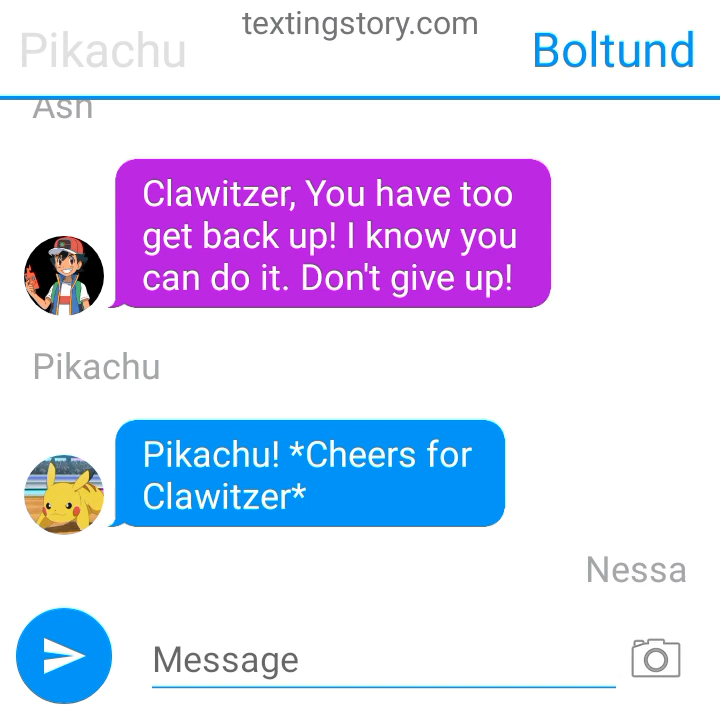 textingstory.com
Pikachu
Boltund
Ash
Clawitzer, You have too
get back up! I know you
can do it. Don't give up!
Pikachu
Pikachu! *Cheers for
Clawitzer*
Nessa
Message